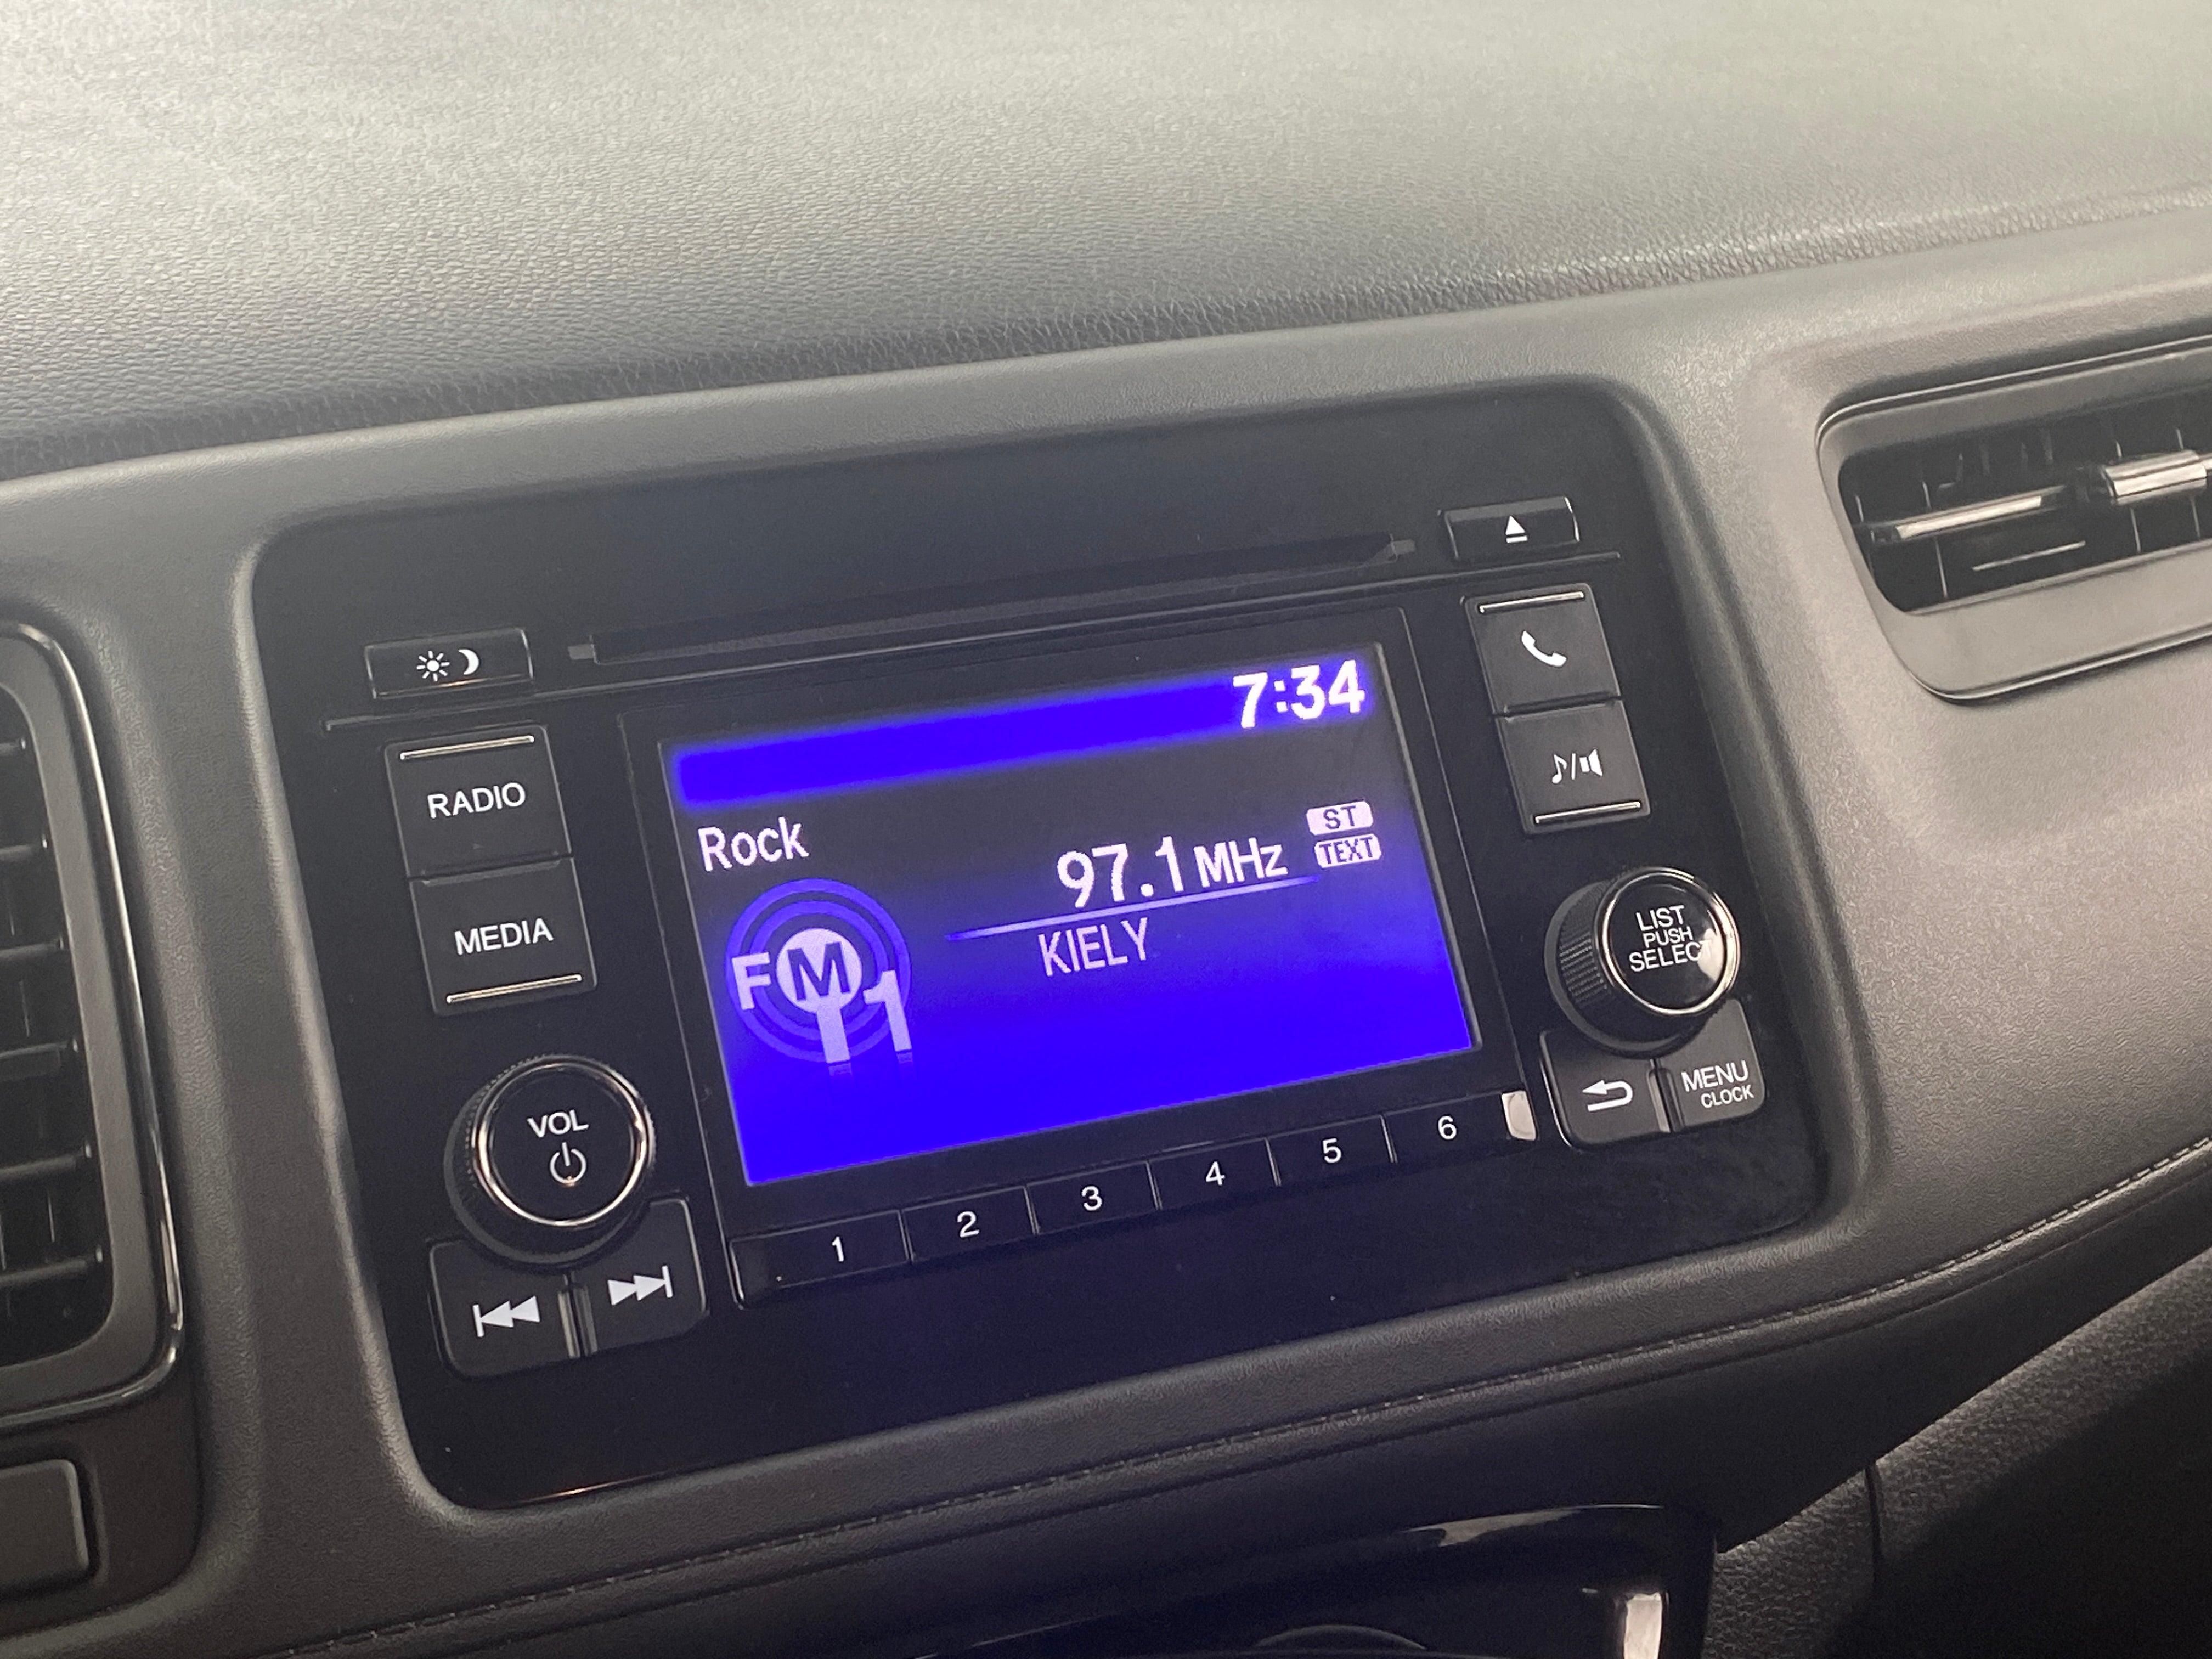 7:34
RADIO
Rock
ST
97.1 MHz
TEXT
MEDIA
KIELY
FM1
LIST
PUSH
SELECT
MENU
CLOCK
VOL
1 2 3 4 5 6